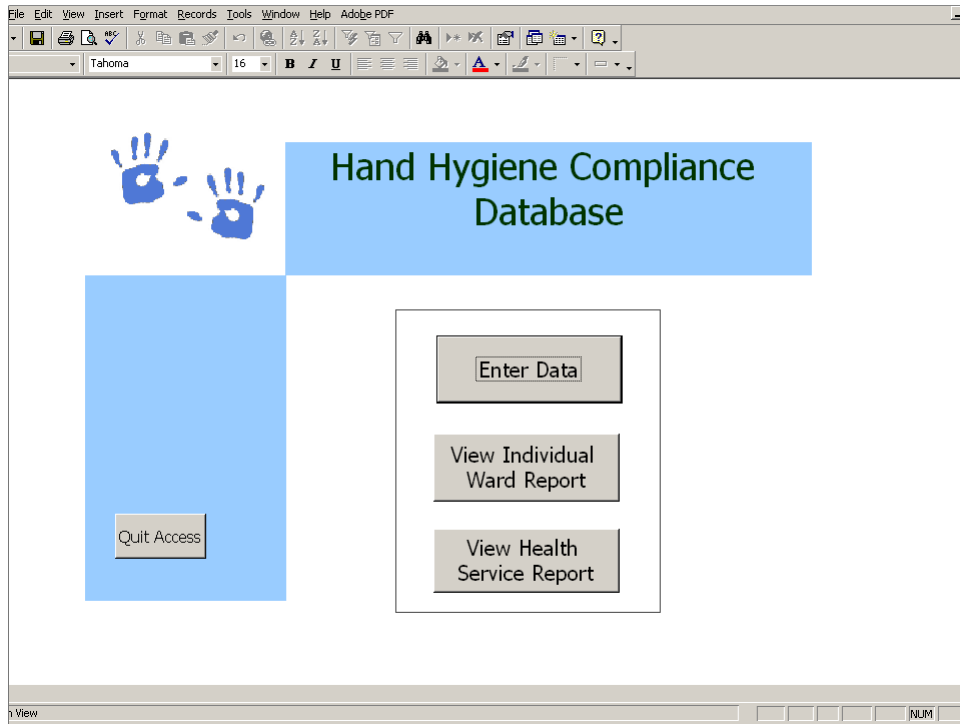 File Edit View Insert Format Records Tools Window Help Adobe PDF
Tahoma 16 B I U A
Hand Hygiene Compliance
Database
Enter Data
View Individual
Ward Report
Quit Access
View Health
Service Report
View NUM